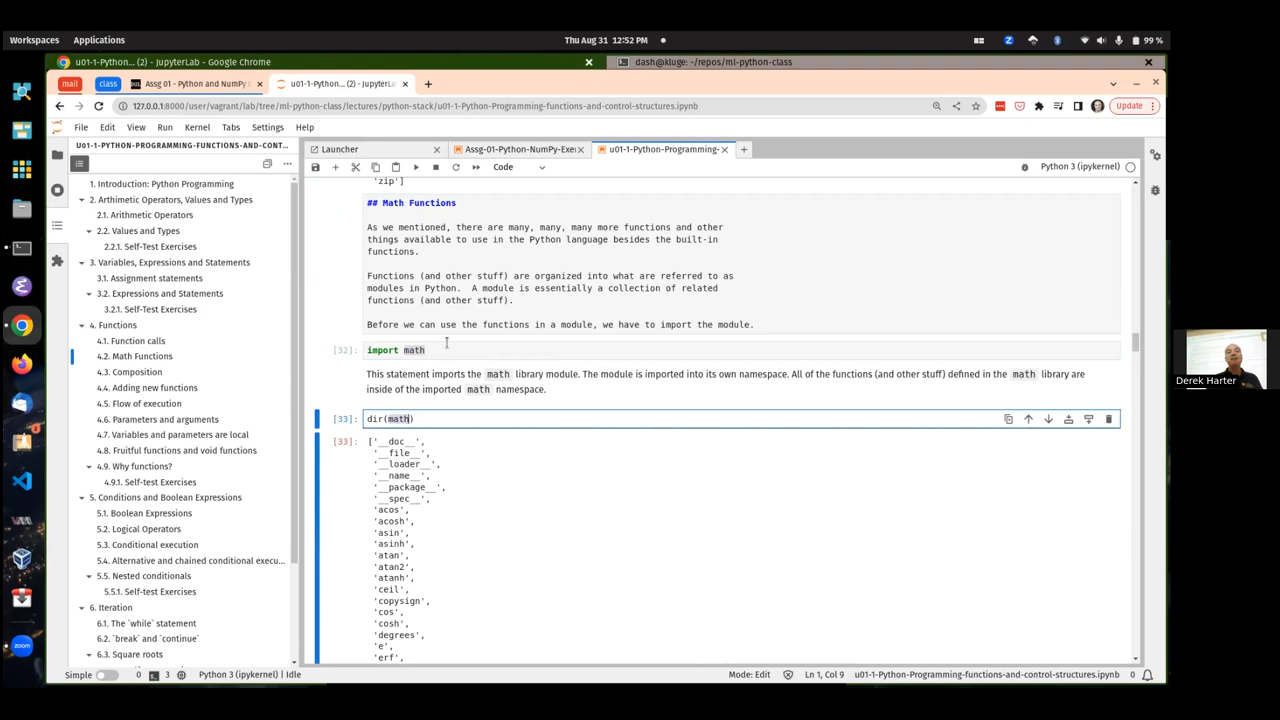 Workspaces Applications Thu Aug 31 12:52 PM 99 %
u01-1-Python... (2) - JupyterLab - Google Chrome dash@kluge: ~/repos/ml-python-class
mail class Assg 01 - Python and NumPy u01-1-Python... (2) - JupyterL
127.0.0.1:8000/user/vagrant/lab/tree/ml-python-class/lectures/python-stack/u01-1-Python-Programming-functions-and-control-structures.ipynb Update
File Edit View Run Kernel Tabs Settings Help
U01-1-PYTHON-PROGRAMMING-FUNCTIONS-AND-CONT...
1. Introduction: Python Programming
2. Arithmetic Operators, Values and Types
2.1. Arithmetic Operators
2.2. Values and Types
2.2.1. Self-Test Exercises
3. Variables, Expressions and Statements
3.1. Assignment statements
3.2. Expressions and Statements
3.2.1. Self-Test Exercises
4. Functions
4.1. Function calls
4.2. Math Functions
4.3. Composition
4.4. Adding new functions
4.5. Flow of execution
4.6. Parameters and arguments
4.7. Variables and parameters are local
4.8. Fruitful functions and void functions
4.9. Why functions?
4.9.1. Self-test Exercises
5. Conditions and Boolean Expressions
5.1. Boolean Expressions
5.2. Logical Operators
5.3. Conditional execution
5.4. Alternative and chained conditional execu...
5.5. Nested conditionals
5.5.1. Self-test Exercises
6. Iteration
6.1. The `while` statement
6.2. `break` and `continue`
6.3. Square roots
Launcher Assg-01-Python-NumPy-Exer u01-1-Python-Programming-
Code Python 3 (ipykernel)
'zip']
## Math Functions
As we mentioned, there are many, many, many more functions and other
things available to use in the Python language besides the built-in
functions.
Functions (and other stuff) are organized into what are referred to as
modules in Python. A module is essentially a collection of related
functions (and other stuff).
Before we can use the functions in a module, we have to import the module.
[32]: import math
This statement imports the math library module. The module is imported into its own namespace. All of the functions (and other stuff) defined in the math library are
inside of the imported math namespace.
[33]: dir(math)
[33]: ['__doc__',
'__file__',
'__loader__',
'__name__',
'__package__',
'__spec__',
'acos',
'acosh',
'asin',
'asinh',
'atan',
'atan2',
'atanh',
'ceil',
'copysign',
'cos',
'cosh',
'degrees',
'e',
'erf',
Derek Harter
Simple 0 3 Python 3 (ipykernel) | Idle Mode: Edit Ln 1, Col 9 u01-1-Python-Programming-functions-and-control-structures.ipynb 0
zoom